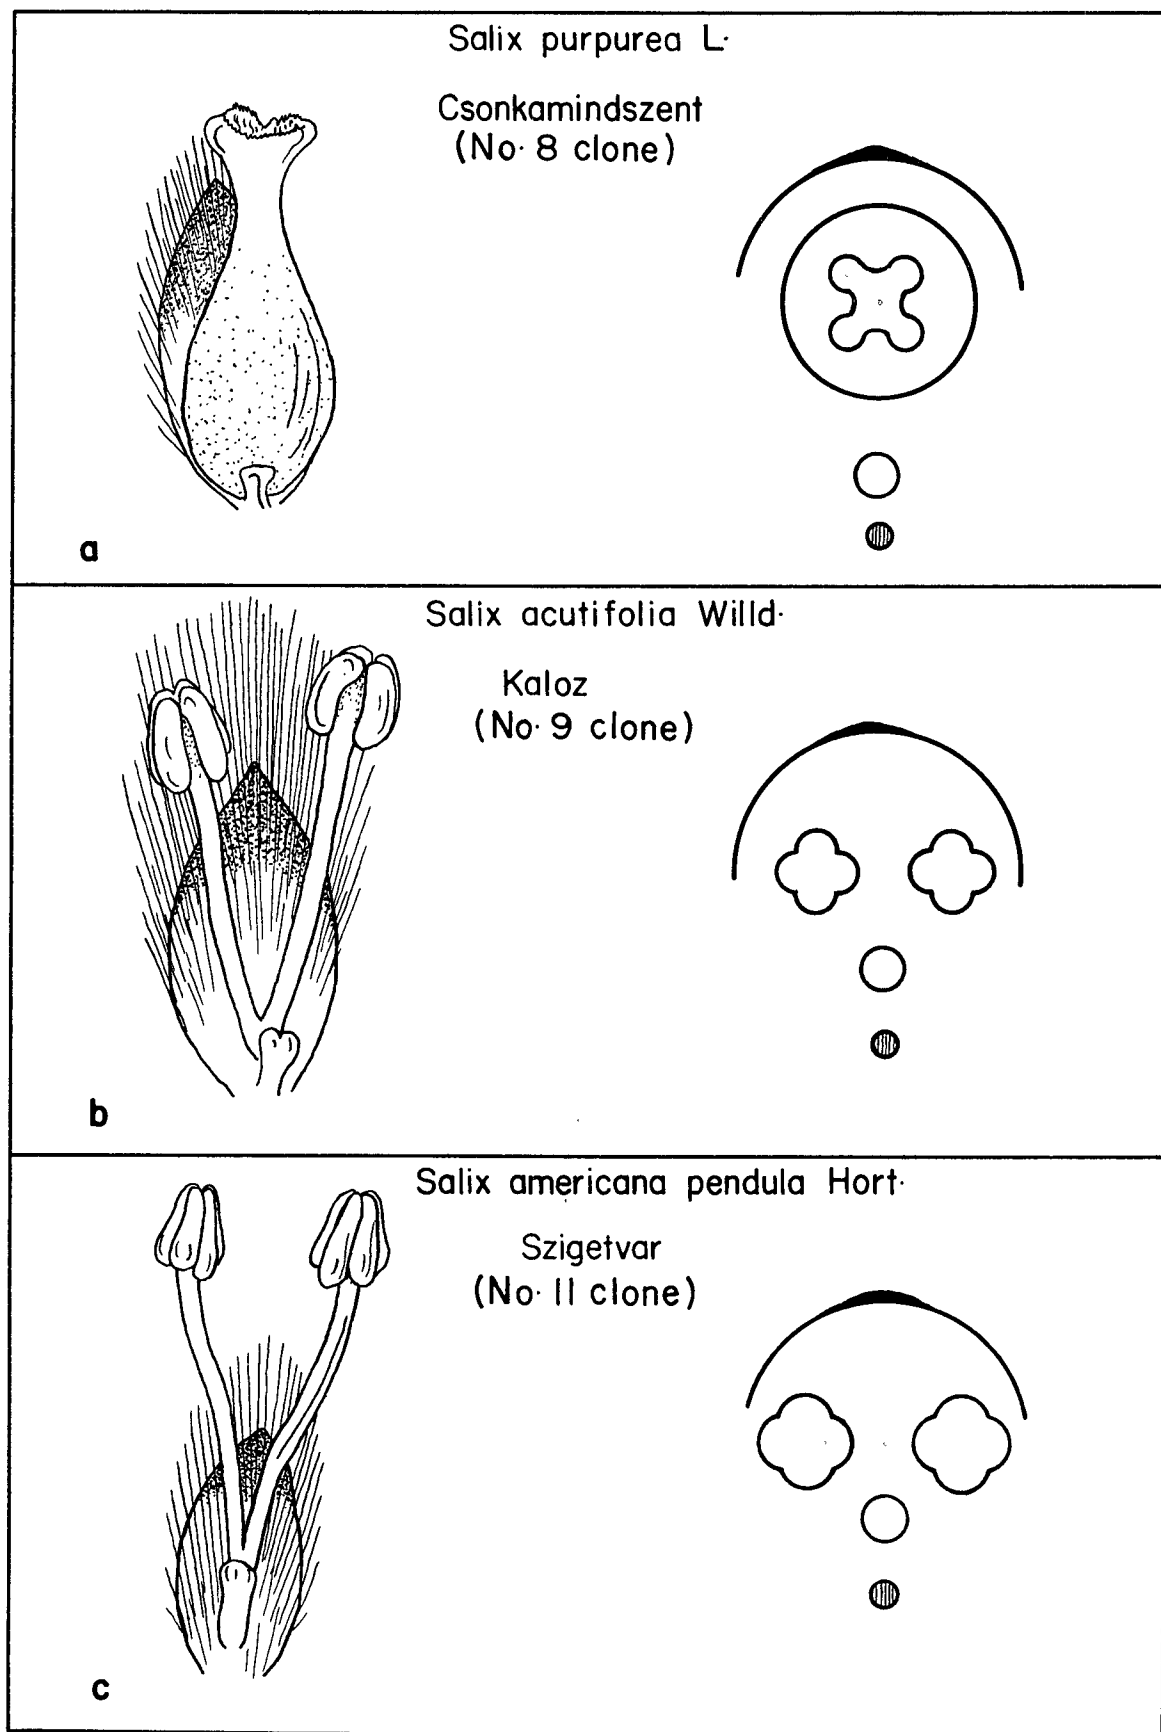 Salix purpurea L.
Csonkamindszent
(No. 8 clone)
a
Salix acutifolia Willd.
Kaloz
(No. 9 clone)
b
Salix americana pendula Hort.
Szigetvar
(No. 11 clone)
c